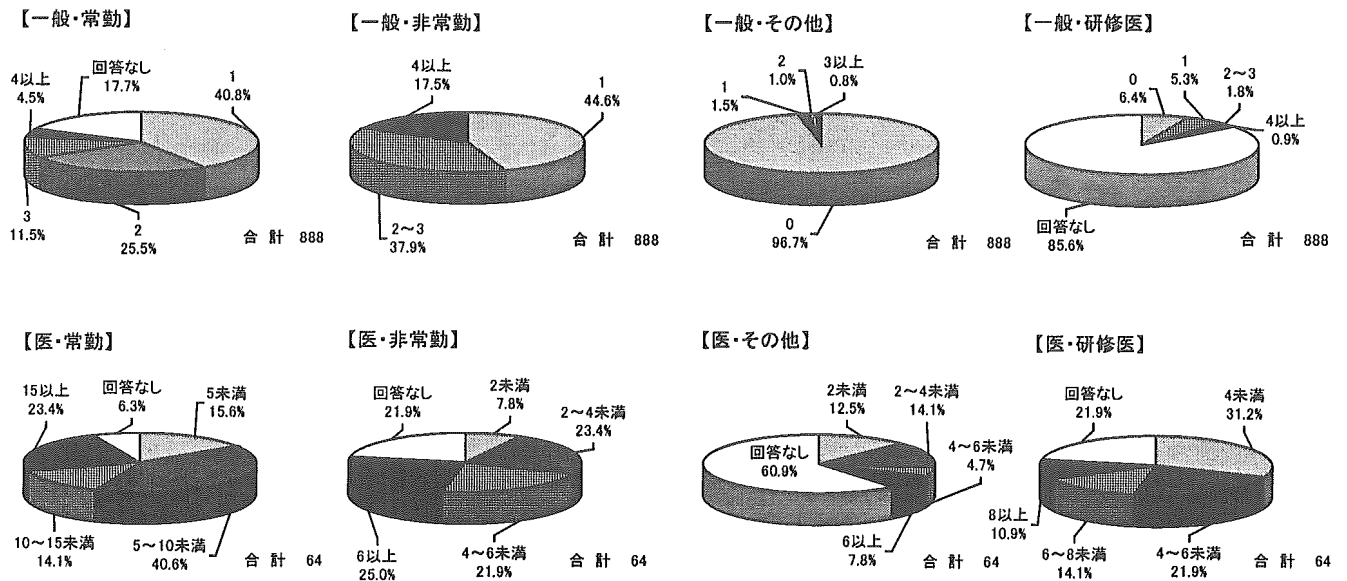 【一般・常勤】
回答なし
17.7%
4以上
4.5%
1
40.8%
3
11.5%
2
25.5%
合計 888
【一般・非常勤】
4以上
17.5%
1
44.6%
2～3
37.9%
合計 888
【一般・その他】
2
1.0%
3以上
0.8%
1
1.5%
0
96.7%
合計 888
【一般・研修医】
0
6.4%
1
5.3%
2～3
1.8%
4以上
0.9%
回答なし
85.6%
合計 888
【医・常勤】
15以上
23.4%
回答なし
6.3%
5未満
15.6%
10～15未満
14.1%
5～10未満
40.6%
合計 64
【医・非常勤】
回答なし
21.9%
2未満
7.8%
2～4未満
23.4%
6以上
25.0%
4～6未満
21.9%
合計 64
【医・その他】
2未満
12.5%
2～4未満
14.1%
回答なし
60.9%
4～6未満
4.7%
6以上
7.8%
合計 64
【医・研修医】
回答なし
21.9%
4未満
31.2%
8以上
10.9%
6～8未満
14.1%
4～6未満
21.9%
合計 64